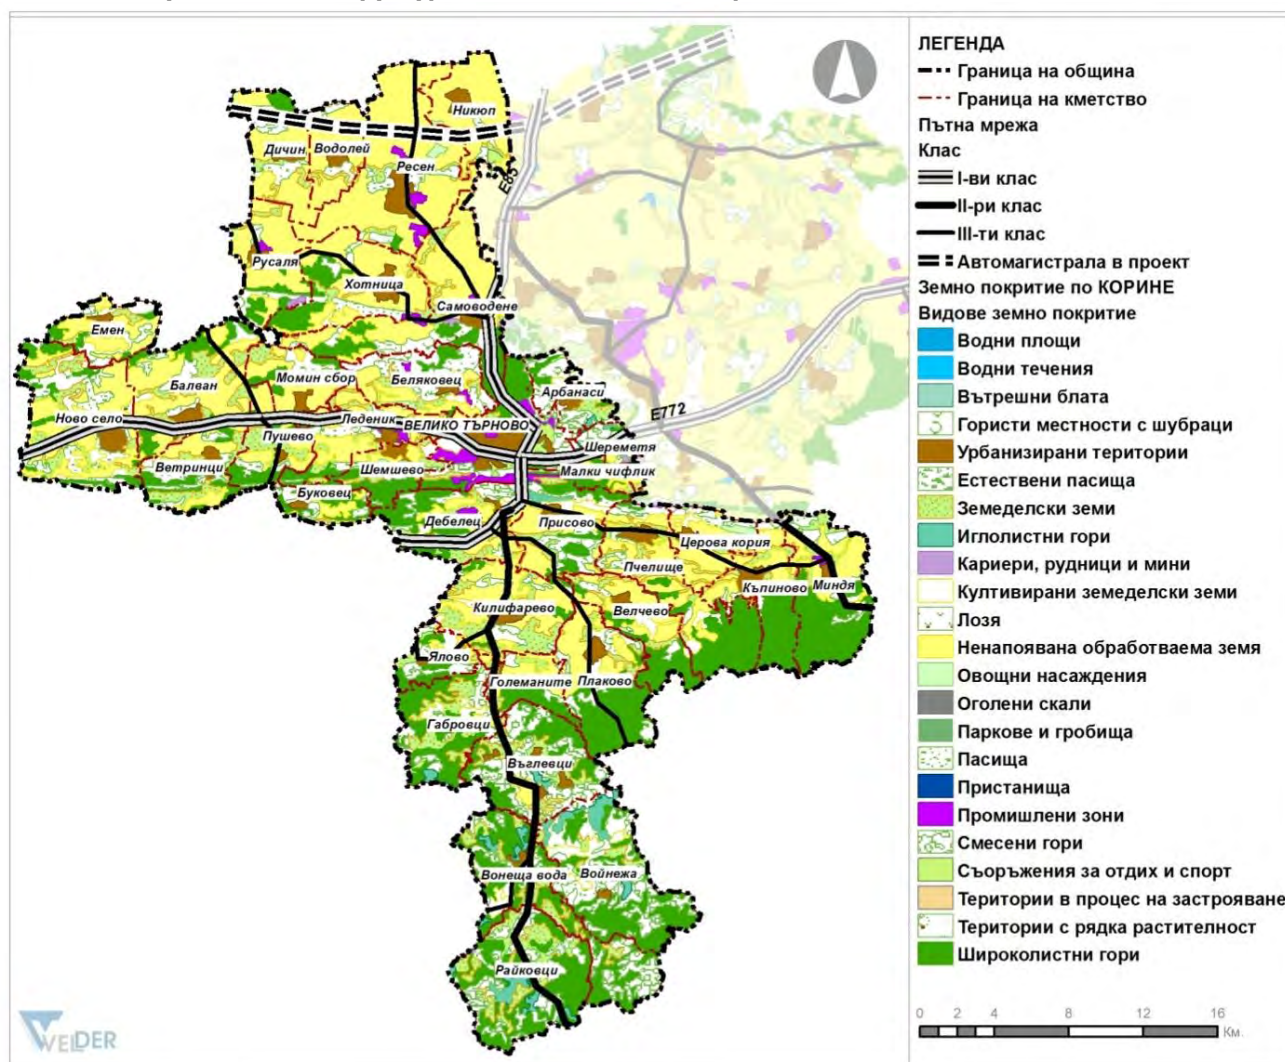 Никюп
Дичин
Водолей
Ресен
E85
Русаля
Хотница
Самоводене
Емен
Балван
Момин сбор
Беляковец
Арбанаси
E772
Ново село
Леденик
ВЕЛИКО ТЪРНОВО
Пушево
Шереметя
Ветринци
Шемшево
Малки чифлик
Буковец
Дебелец
Присово
Церова кория
Пчелище
Къпиново
Миндя
Килифарево
Велчево
Ялово
Големаните
Плаково
Габровци
Въглевци
Вонеща вода
Войнежа
Райковци
WELDER
ЛЕГЕНДА
Граница на община
Граница на кметство
Пътна мрежа
Клас
I-ви клас
II-ри клас
III-ти клас
Автомагистрала в проект
Земно покритие по КОРИНЕ
Видове земно покритие
Водни площи
Водни течения
Вътрешни блата
Гористи местности с шубраци
Урбанизирани територии
Естествени пасища
Земеделски земи
Иглолистни гори
Кариери, рудници и мини
Култивирани земеделски земи
Лозя
Ненапоявана обработваема земя
Овощни насаждения
Оголени скали
Паркове и гробища
Пасища
Пристанища
Промишлени зони
Смесени гори
Съоръжения за отдих и спорт
Територии в процес на застрояване
Територии с рядка растителност
Широколистни гори
0 2 4 8 12 16
Км.